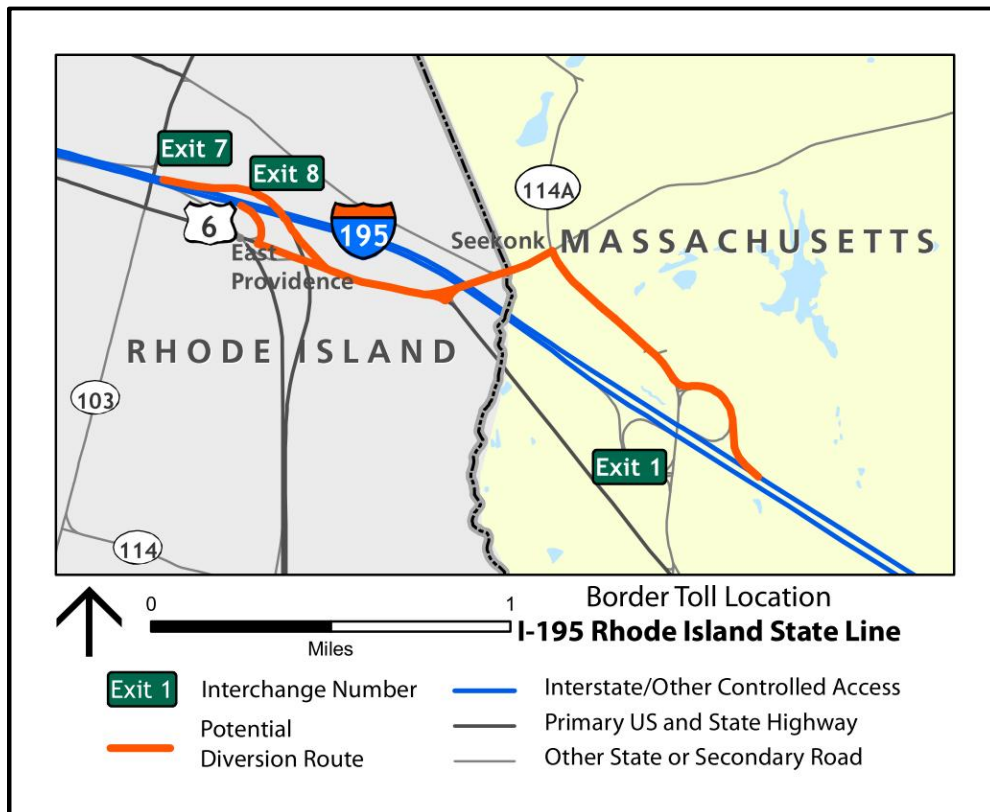 Exit 7
Exit 8
6
195
114A
Seekonk
MASSACHUSETTS
East
Providence
RHODE ISLAND
103
Exit 1
114
0
1
Miles
Border Toll Location
I-195 Rhode Island State Line
Exit 1
Interchange Number
Interstate/Other Controlled Access
Potential
Diversion Route
Primary US and State Highway
Other State or Secondary Road